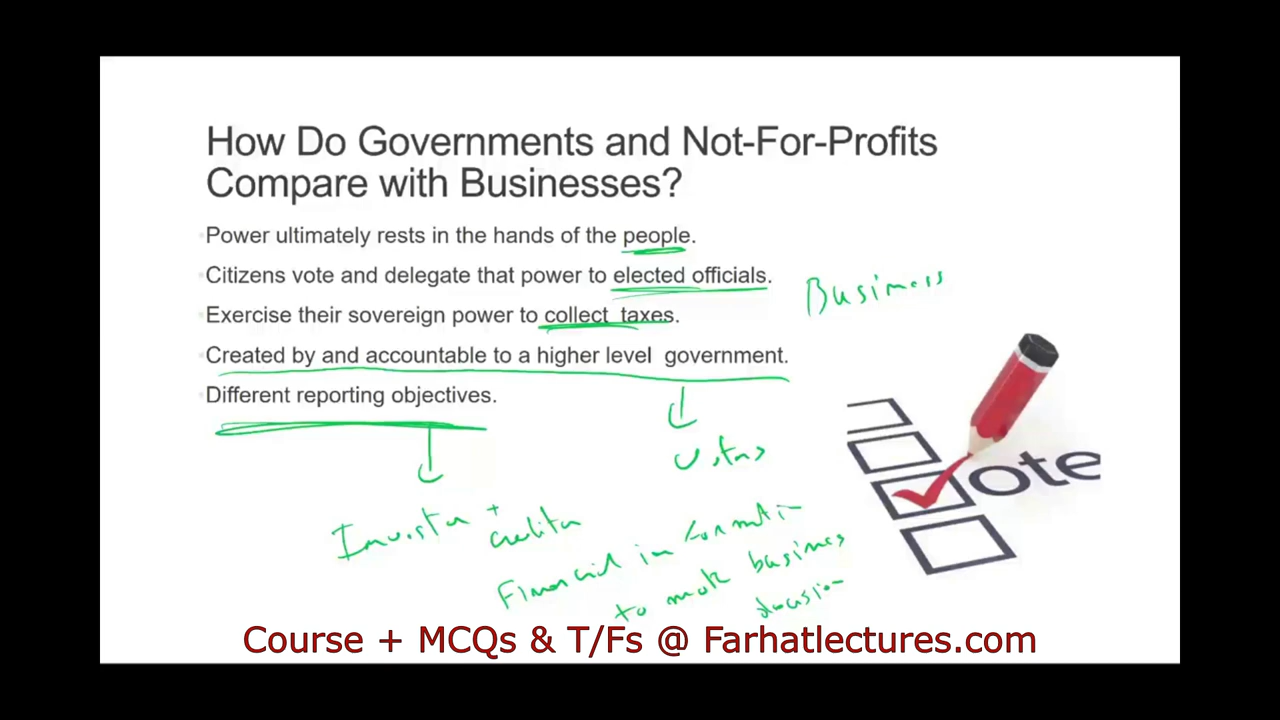 How Do Governments and Not-For-Profits
Compare with Businesses?
Power ultimately rests in the hands of the people.
Citizens vote and delegate that power to elected officials.
Business
Exercise their sovereign power to collect taxes.
Created by and accountable to a higher level government.
Different reporting objectives.
ote
Investor +
creditor
Financial information
to make business
decision
Course + MCQs & T/Fs @ Farhatlectures.com